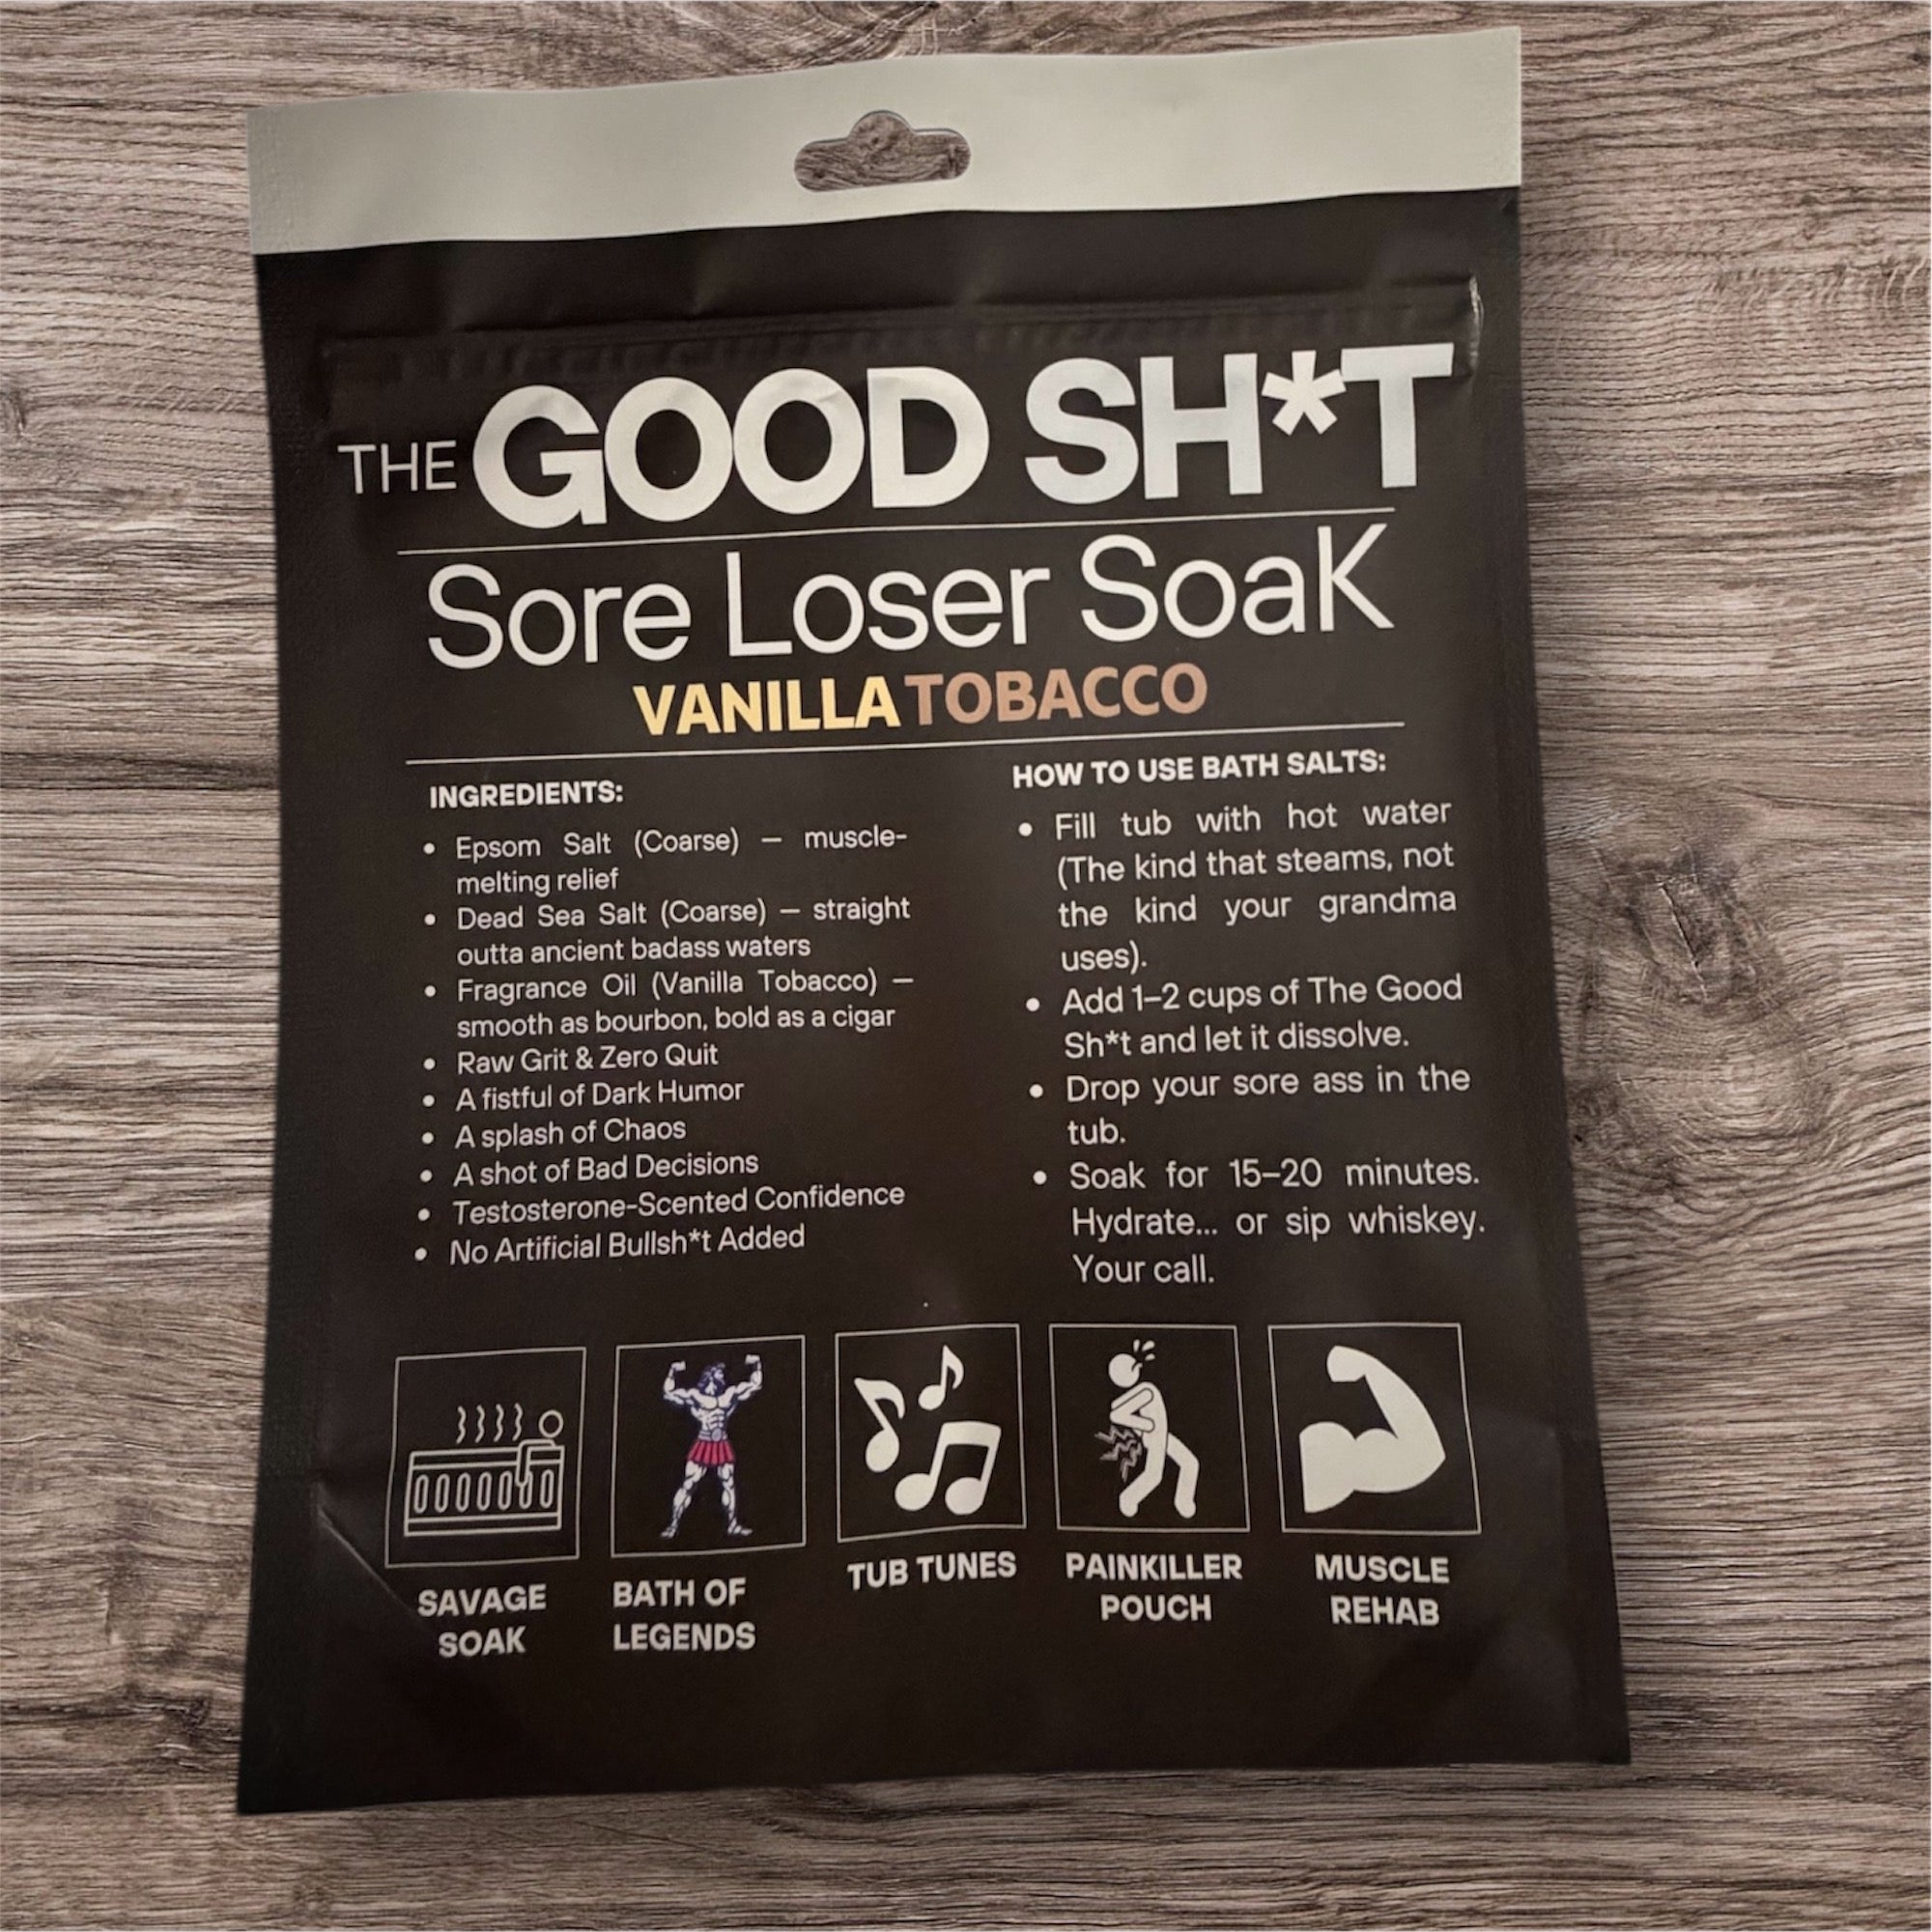 THE GOOD SH*T
Sore Loser SoaK
VANILLA TOBACCO
INGREDIENTS:
• Epsom Salt (Coarse) – muscle-
melting relief
• Dead Sea Salt (Coarse) – straight
outta ancient badass waters
• Fragrance Oil (Vanilla Tobacco) –
smooth as bourbon, bold as a cigar
• Raw Grit & Zero Quit
• A fistful of Dark Humor
• A splash of Chaos
• A shot of Bad Decisions
• Testosterone-Scented Confidence
• No Artificial Bullsh*t Added
HOW TO USE BATH SALTS:
• Fill tub with hot water
(The kind that steams, not
the kind your grandma
uses).
• Add 1–2 cups of The Good
Sh*t and let it dissolve.
• Drop your sore ass in the
tub.
• Soak for 15–20 minutes.
Hydrate... or sip whiskey.
Your call.
SAVAGE
SOAK
BATH OF
LEGENDS
TUB TUNES
PAINKILLER
POUCH
MUSCLE
REHAB